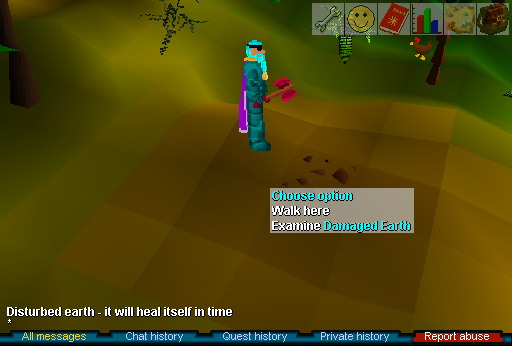 Choose option
Walk here
Examine Damaged Earth
Disturbed earth - it will heal itself in time
*
All messages
Chat history
Quest history
Private history
Report abuse